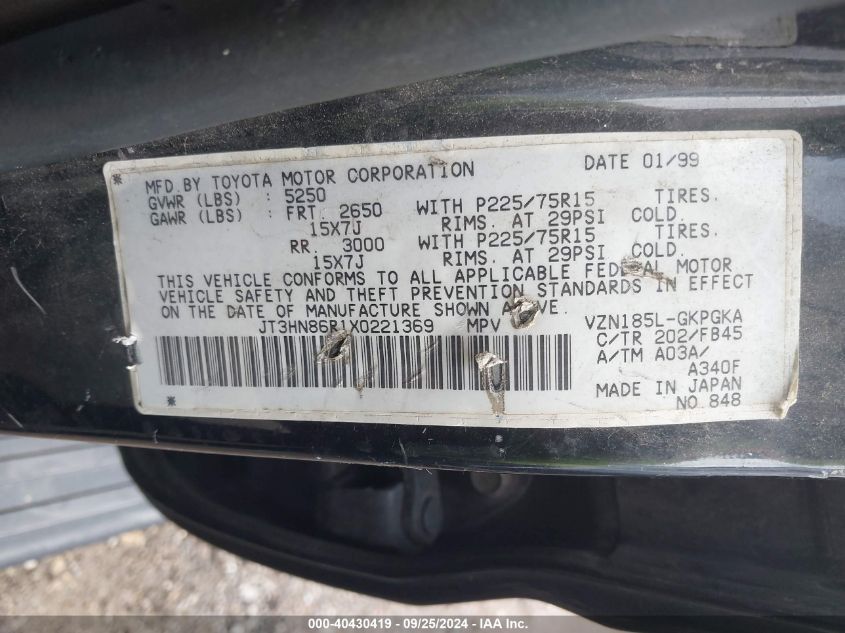 MFD.BY TOYOTA MOTOR CORPORATION DATE 01/99
GVWR (LBS) : 5250
GAWR (LBS) : FRT 2650 WITH P225/75R15 TIRES.
15X7J RIMS. AT 29PSI COLD.
RR 3000 WITH P225/75R15 TIRES.
15X7J RIMS. AT 29PSI COLD.
THIS VEHICLE CONFORMS TO ALL APPLICABLE FEDERAL MOTOR
VEHICLE SAFETY AND THEFT PREVENTION STANDARDS IN EFFECT
ON THE DATE OF MANUFACTURE SHOWN ABOVE.
JT3HN86R1X0221369 MPV VZN185L-GKPGKA
C/TR 202/FB45
A/TM A03A/
A340F
MADE IN JAPAN
NO 848
000-40430419 - 09/25/2024 - IAAI.COM